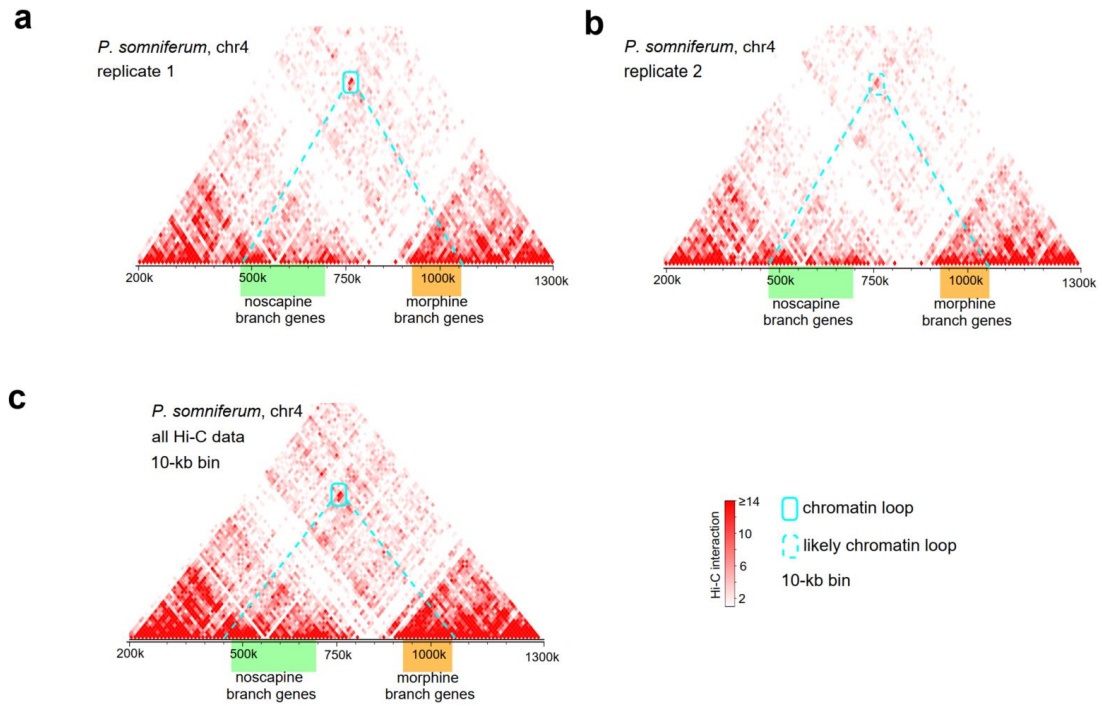 a
P. somniferum, chr4
replicate 1
200k 500k 750k 1000k 1300k
noscapine
branch genes
morphine
branch genes
b
P. somniferum, chr4
replicate 2
200k 500k 750k 1000k 1300k
noscapine
branch genes
morphine
branch genes
c
P. somniferum, chr4
all Hi-C data
10-kb bin
200k 500k 750k 1000k 1300k
noscapine
branch genes
morphine
branch genes
Hi-C interaction
≥14
10
6
2
chromatin loop
likely chromatin loop
10-kb bin